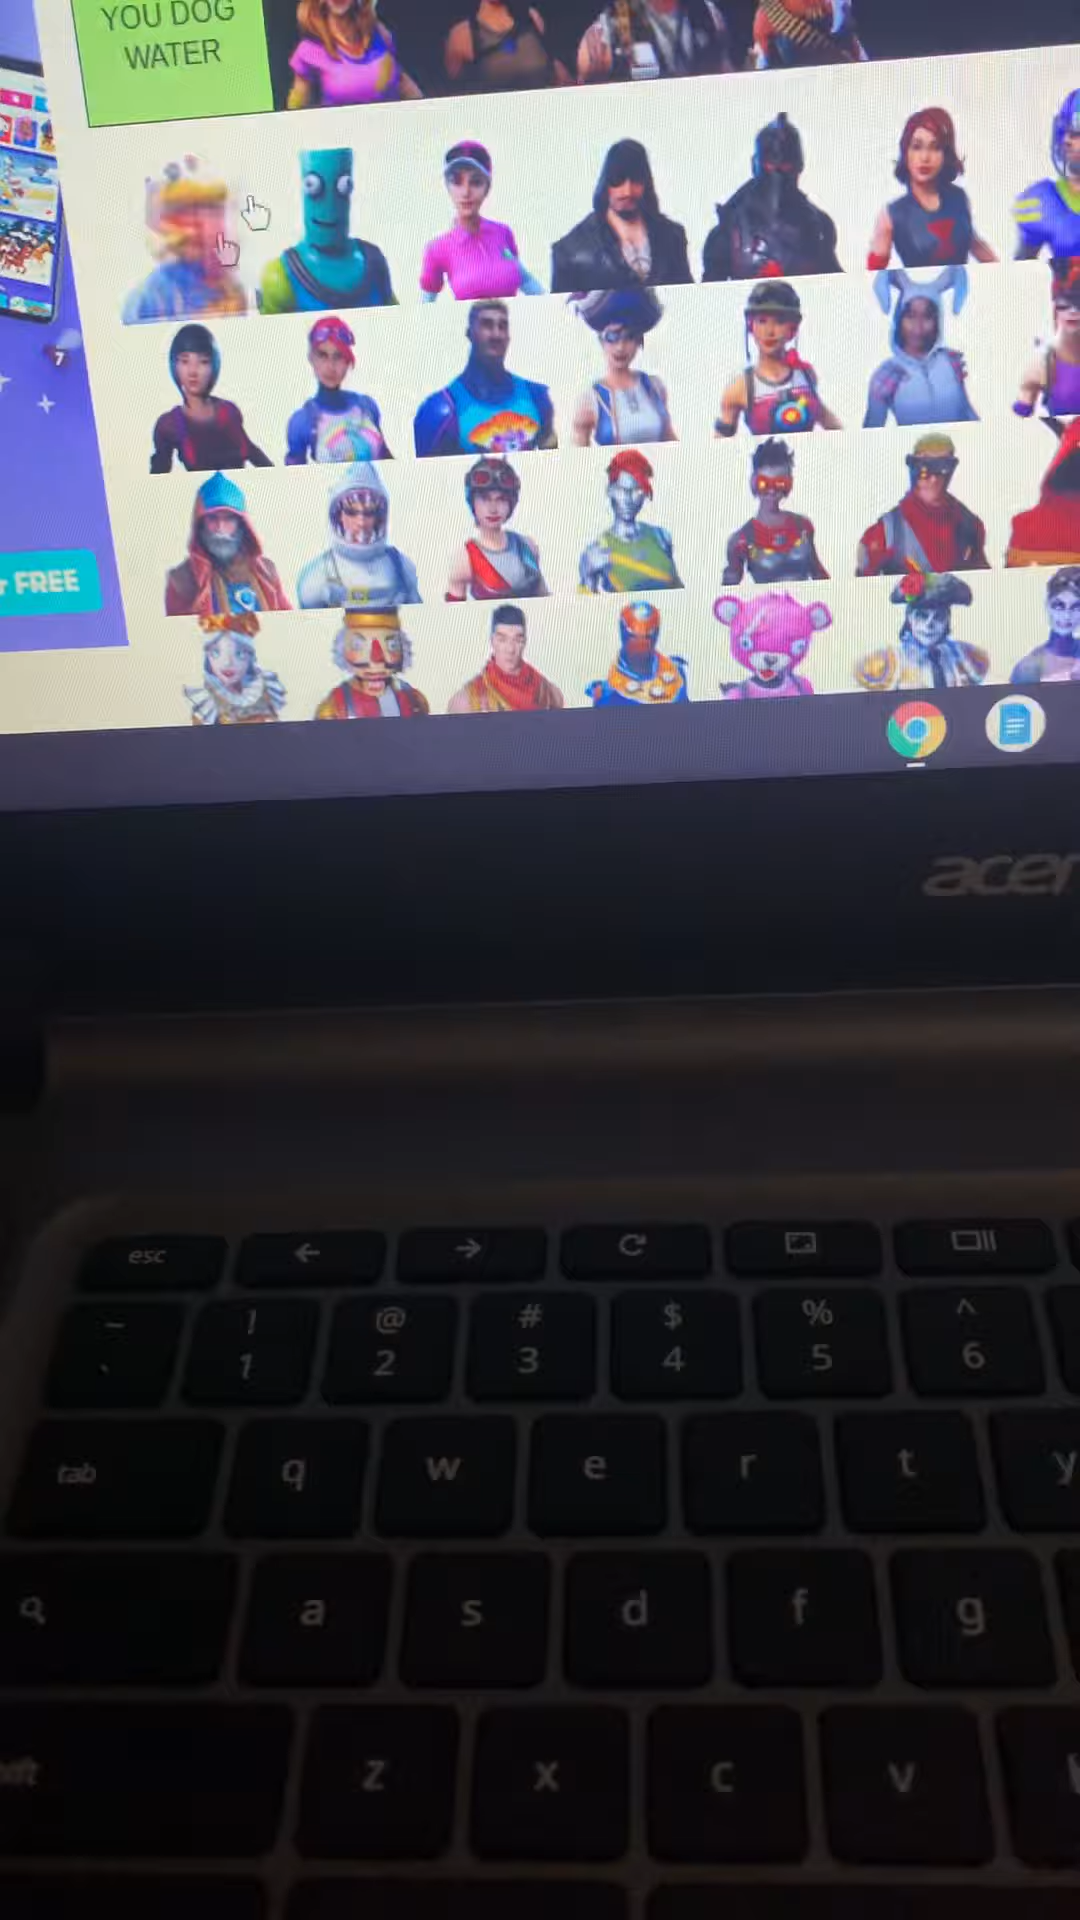 YOU DOG
WATER
7
r FREE
acer
esc
~ ! @ # $ % ^
` 1 2 3 4 5 6
tab q w e r t y
a s d f g
z x c v